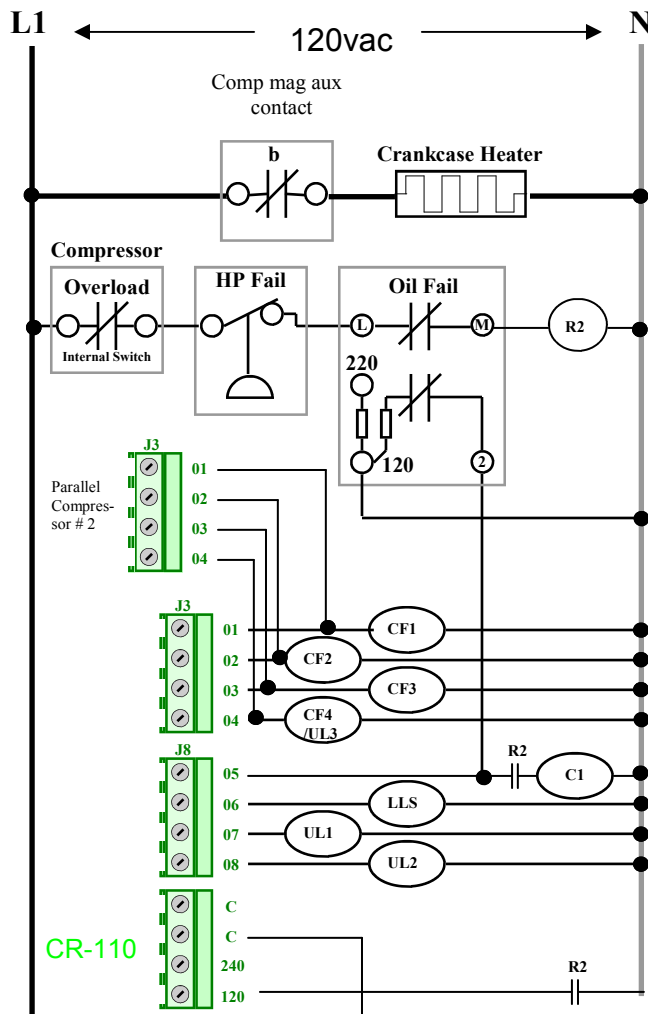 L1
N
120vac
Comp mag aux
contact
b
Crankcase Heater
Compressor
Overload
Internal Switch
HP Fail
Oil Fail
L
M
R2
220
120
2
J3
01
02
03
04
Parallel
Compres-
sor # 2
J3
01
CF1
02
CF2
03
CF3
04
CF4
/UL3
J8
05
R2
C1
06
LLS
07
UL1
08
UL2
C
C
240
120
CR-110
R2